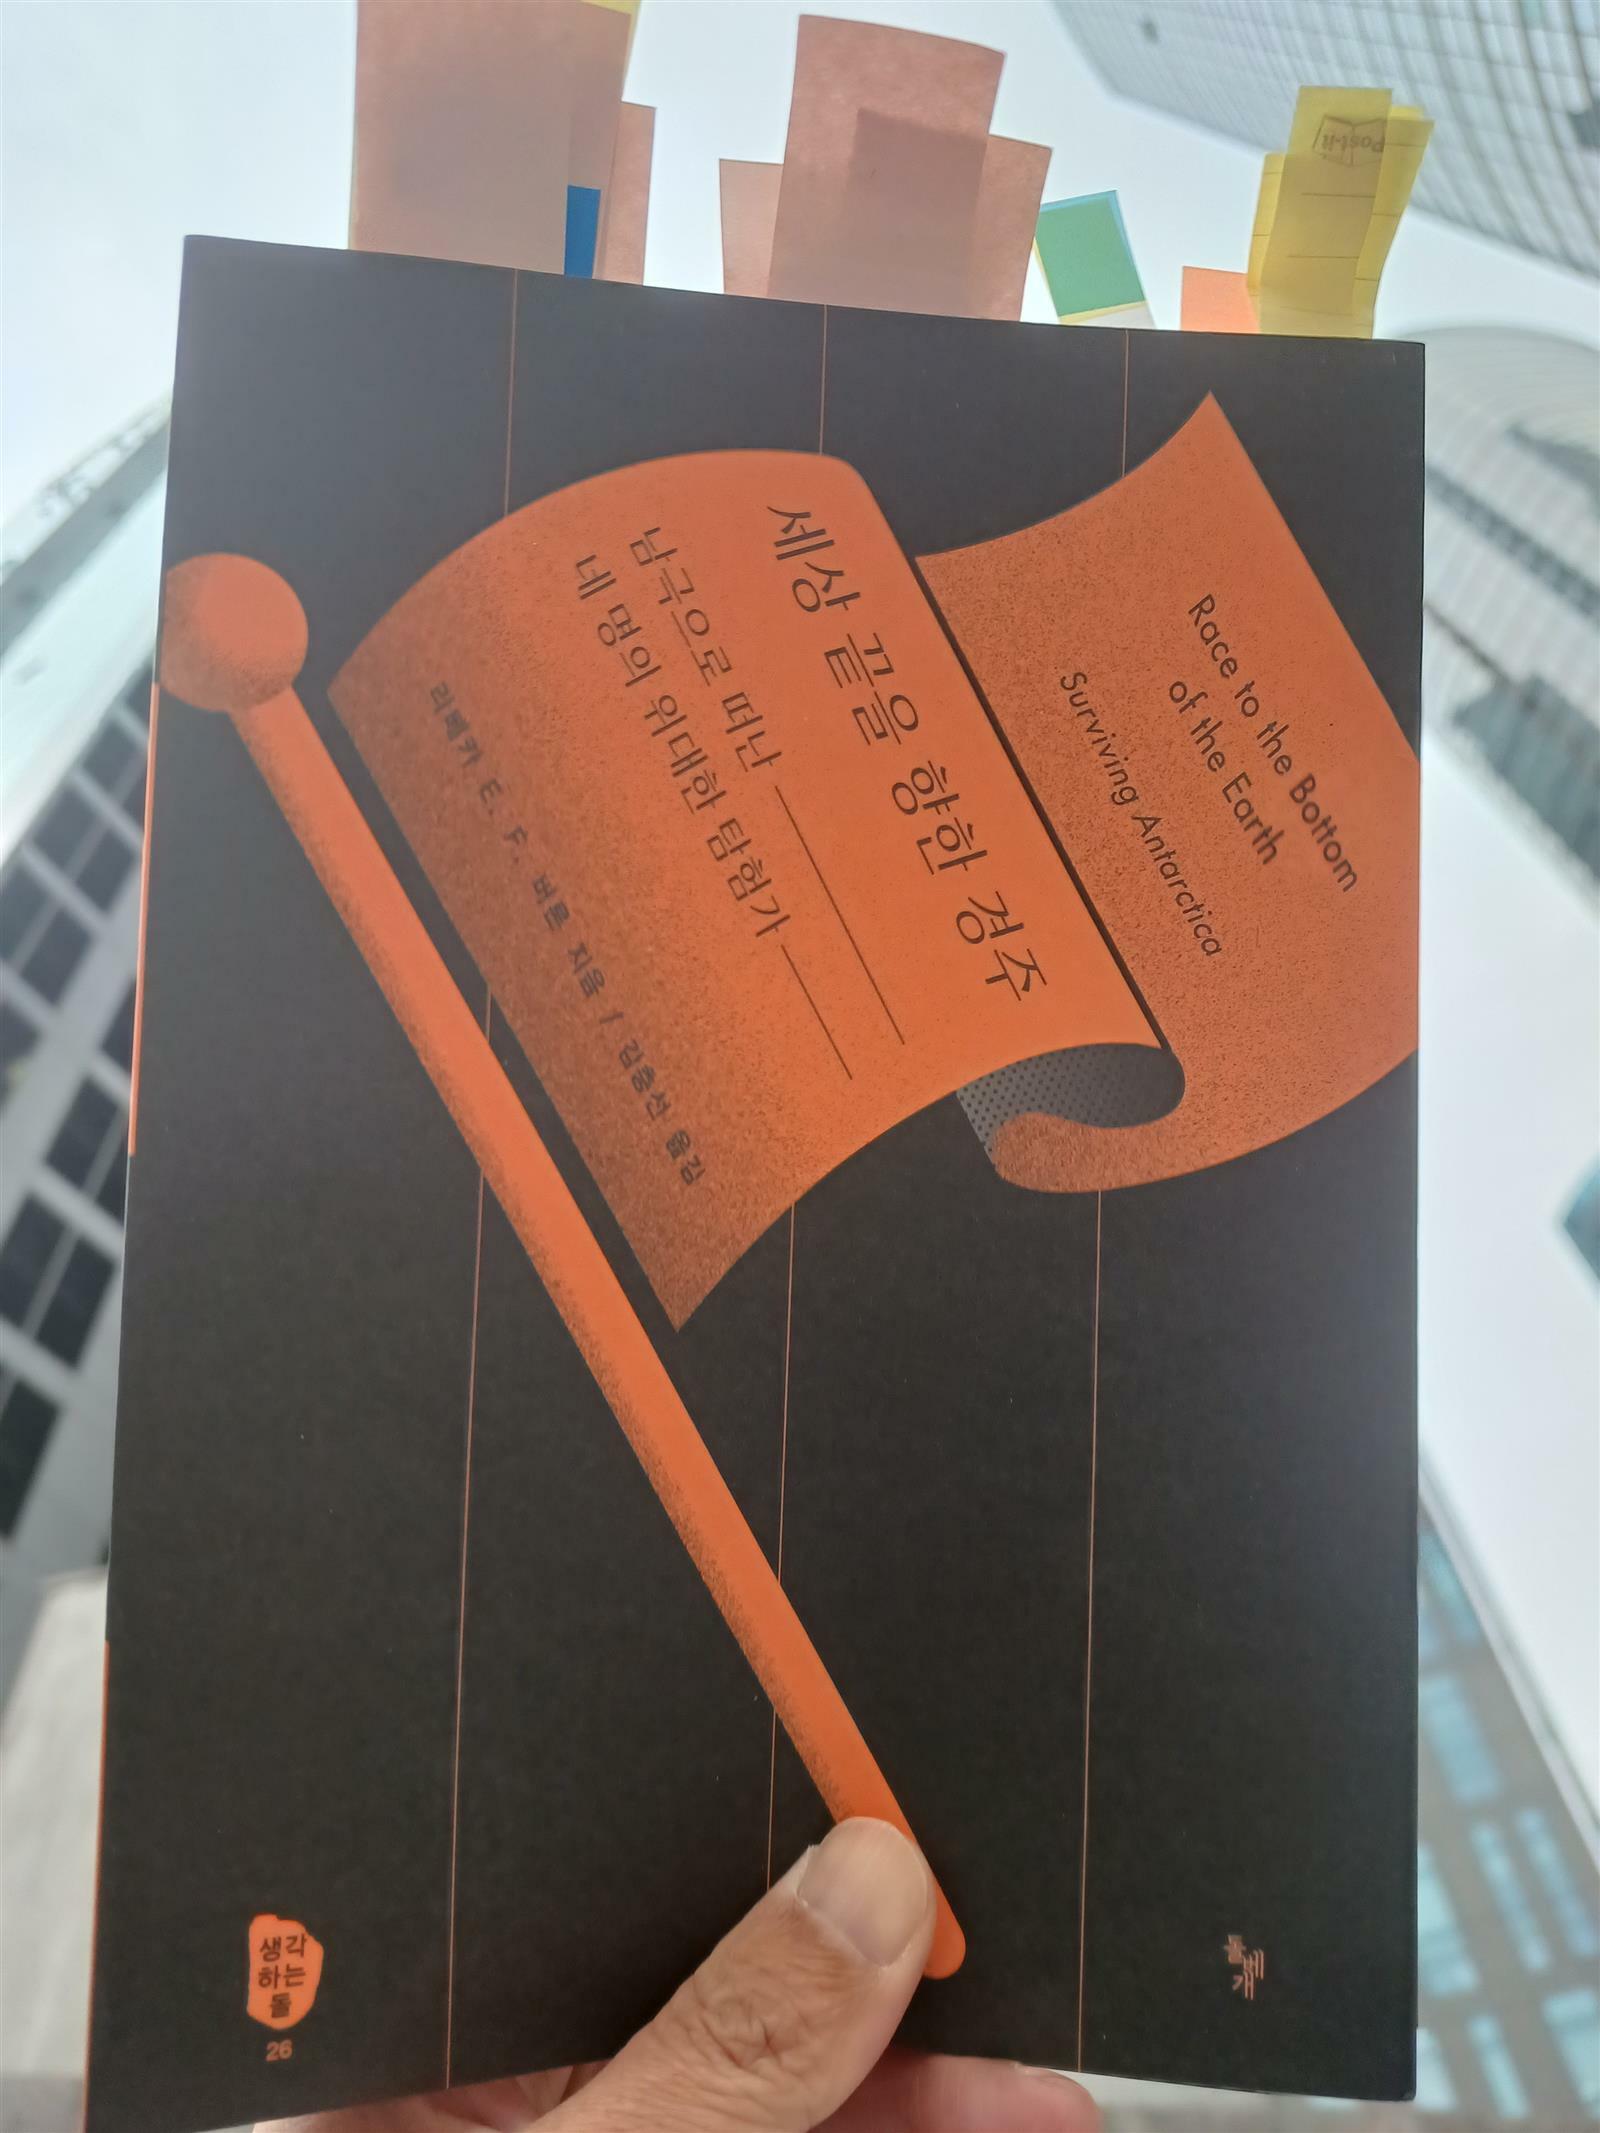 Post-it
세상 끝을 향한 경주
남극으로 떠난
네 명의 위대한 탐험가
리베카 E. F. 버론 지음 / 김충선 옮김
Race to the Bottom
of the Earth
Surviving Antarctica
생각
하는
돌
26
돌베개